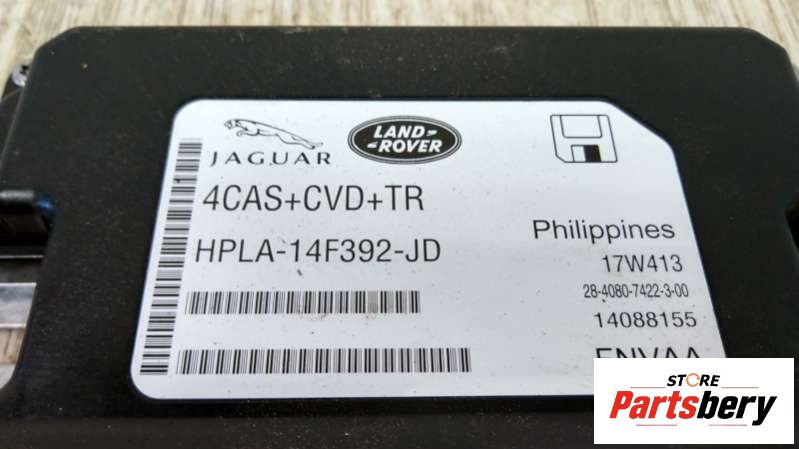 JAGUAR
LAND-
-ROVER
4CAS+CVD+TR
HPLA-14F392-JD
Philippines
17W413
28-4080-7422-3-00
14088155
STORE
Partsbery